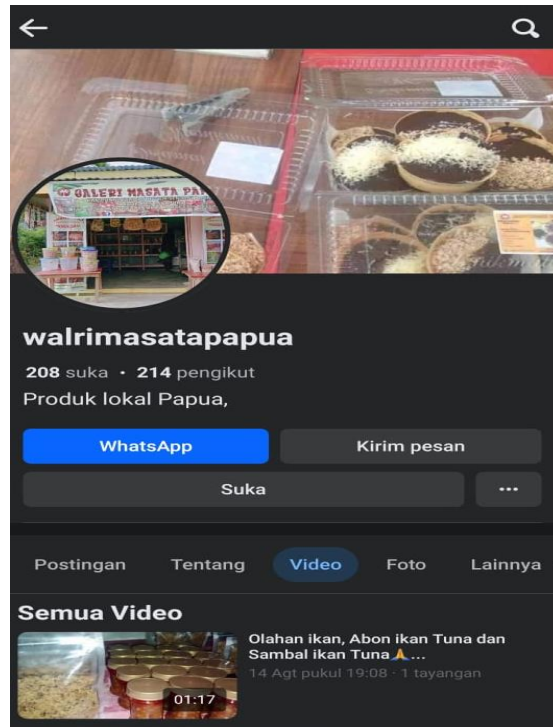 GALERI MASATA PA
walrimasatapapua
208 suka • 214 pengikut
Produk lokal Papua,
WhatsApp
Kirim pesan
Suka
Postingan
Tentang
Video
Foto
Lainnya
Semua Video
Olahan ikan, Abon ikan Tuna dan
Sambal ikan Tuna🙏...
14 Agt pukul 19:08 · 1 tayangan
01:17